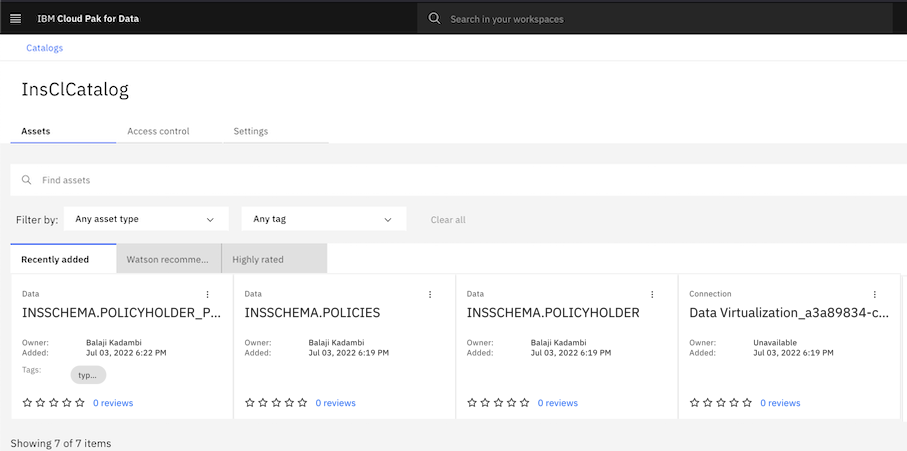 IBM Cloud Pak for Data
Search in your workspaces
Catalogs
InsClCatalog
Assets Access control Settings
Find assets
Filter by: Any asset type Any tag Clear all
Recently added Watson recomme... Highly rated
Data Data Data Connection
INSSCHEMA.POLICYHOLDER_P... INSSCHEMA.POLICIES INSSCHEMA.POLICYHOLDER Data Virtualization_a3a89834-c...
Owner: Balaji Kadambi Owner: Balaji Kadambi Owner: Balaji Kadambi Owner: Unavailable
Added: Jul 03, 2022 6:22 PM Added: Jul 03, 2022 6:19 PM Added: Jul 03, 2022 6:19 PM Added: Jul 03, 2022 6:19 PM
Tags: typ...
0 reviews 0 reviews 0 reviews 0 reviews
Showing 7 of 7 items